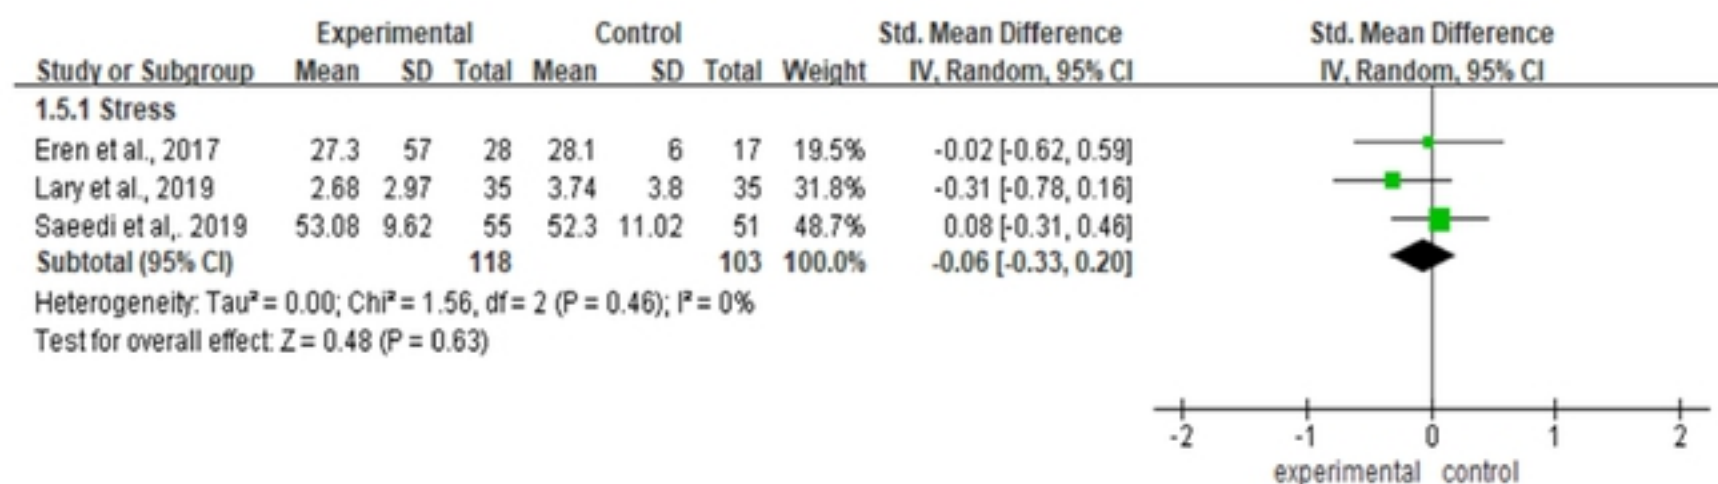 Experimental Control Std. Mean Difference Std. Mean Difference
Study or Subgroup Mean SD Total Mean SD Total Weight IV, Random, 95% CI IV, Random, 95% CI
1.5.1 Stress
Eren et al., 2017 27.3 57 28 28.1 6 17 19.5% -0.02 [-0.62, 0.59]
Lary et al., 2019 2.68 2.97 35 3.74 3.8 35 31.8% -0.31 [-0.78, 0.16]
Saeedi et al,. 2019 53.08 9.62 55 52.3 11.02 51 48.7% 0.08 [-0.31, 0.46]
Subtotal (95% CI) 118 103 100.0% -0.06 [-0.33, 0.20]
Heterogeneity: Tau² = 0.00; Chi² = 1.56, df = 2 (P = 0.46); I² = 0%
Test for overall effect: Z = 0.48 (P = 0.63)
-2 -1 0 1 2
experimental control